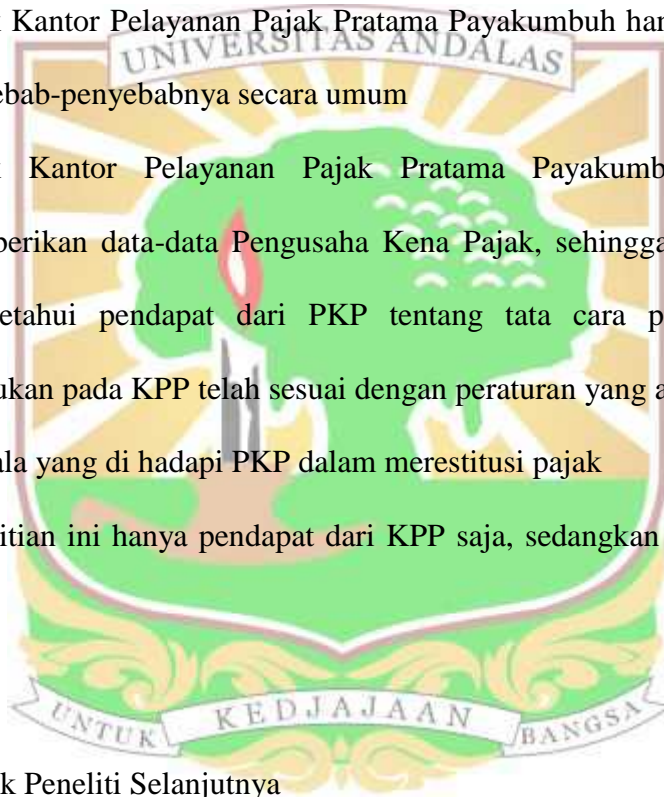 k Kantor Pelayanan Pajak Pratama Payakumbuh han
UNIVERSITAS ANDALAS
ebab-penyebabnya secara umum
k Kantor Pelayanan Pajak Pratama Payakumb
berikan data-data Pengusaha Kena Pajak, sehingga
etahui pendapat dari PKP tentang tata cara p
ukan pada KPP telah sesuai dengan peraturan yang a
ala yang di hadapi PKP dalam merestitusi pajak
itian ini hanya pendapat dari KPP saja, sedangkan
UNTUK KEDJAJAAN BANGSA
k Peneliti Selanjutnya